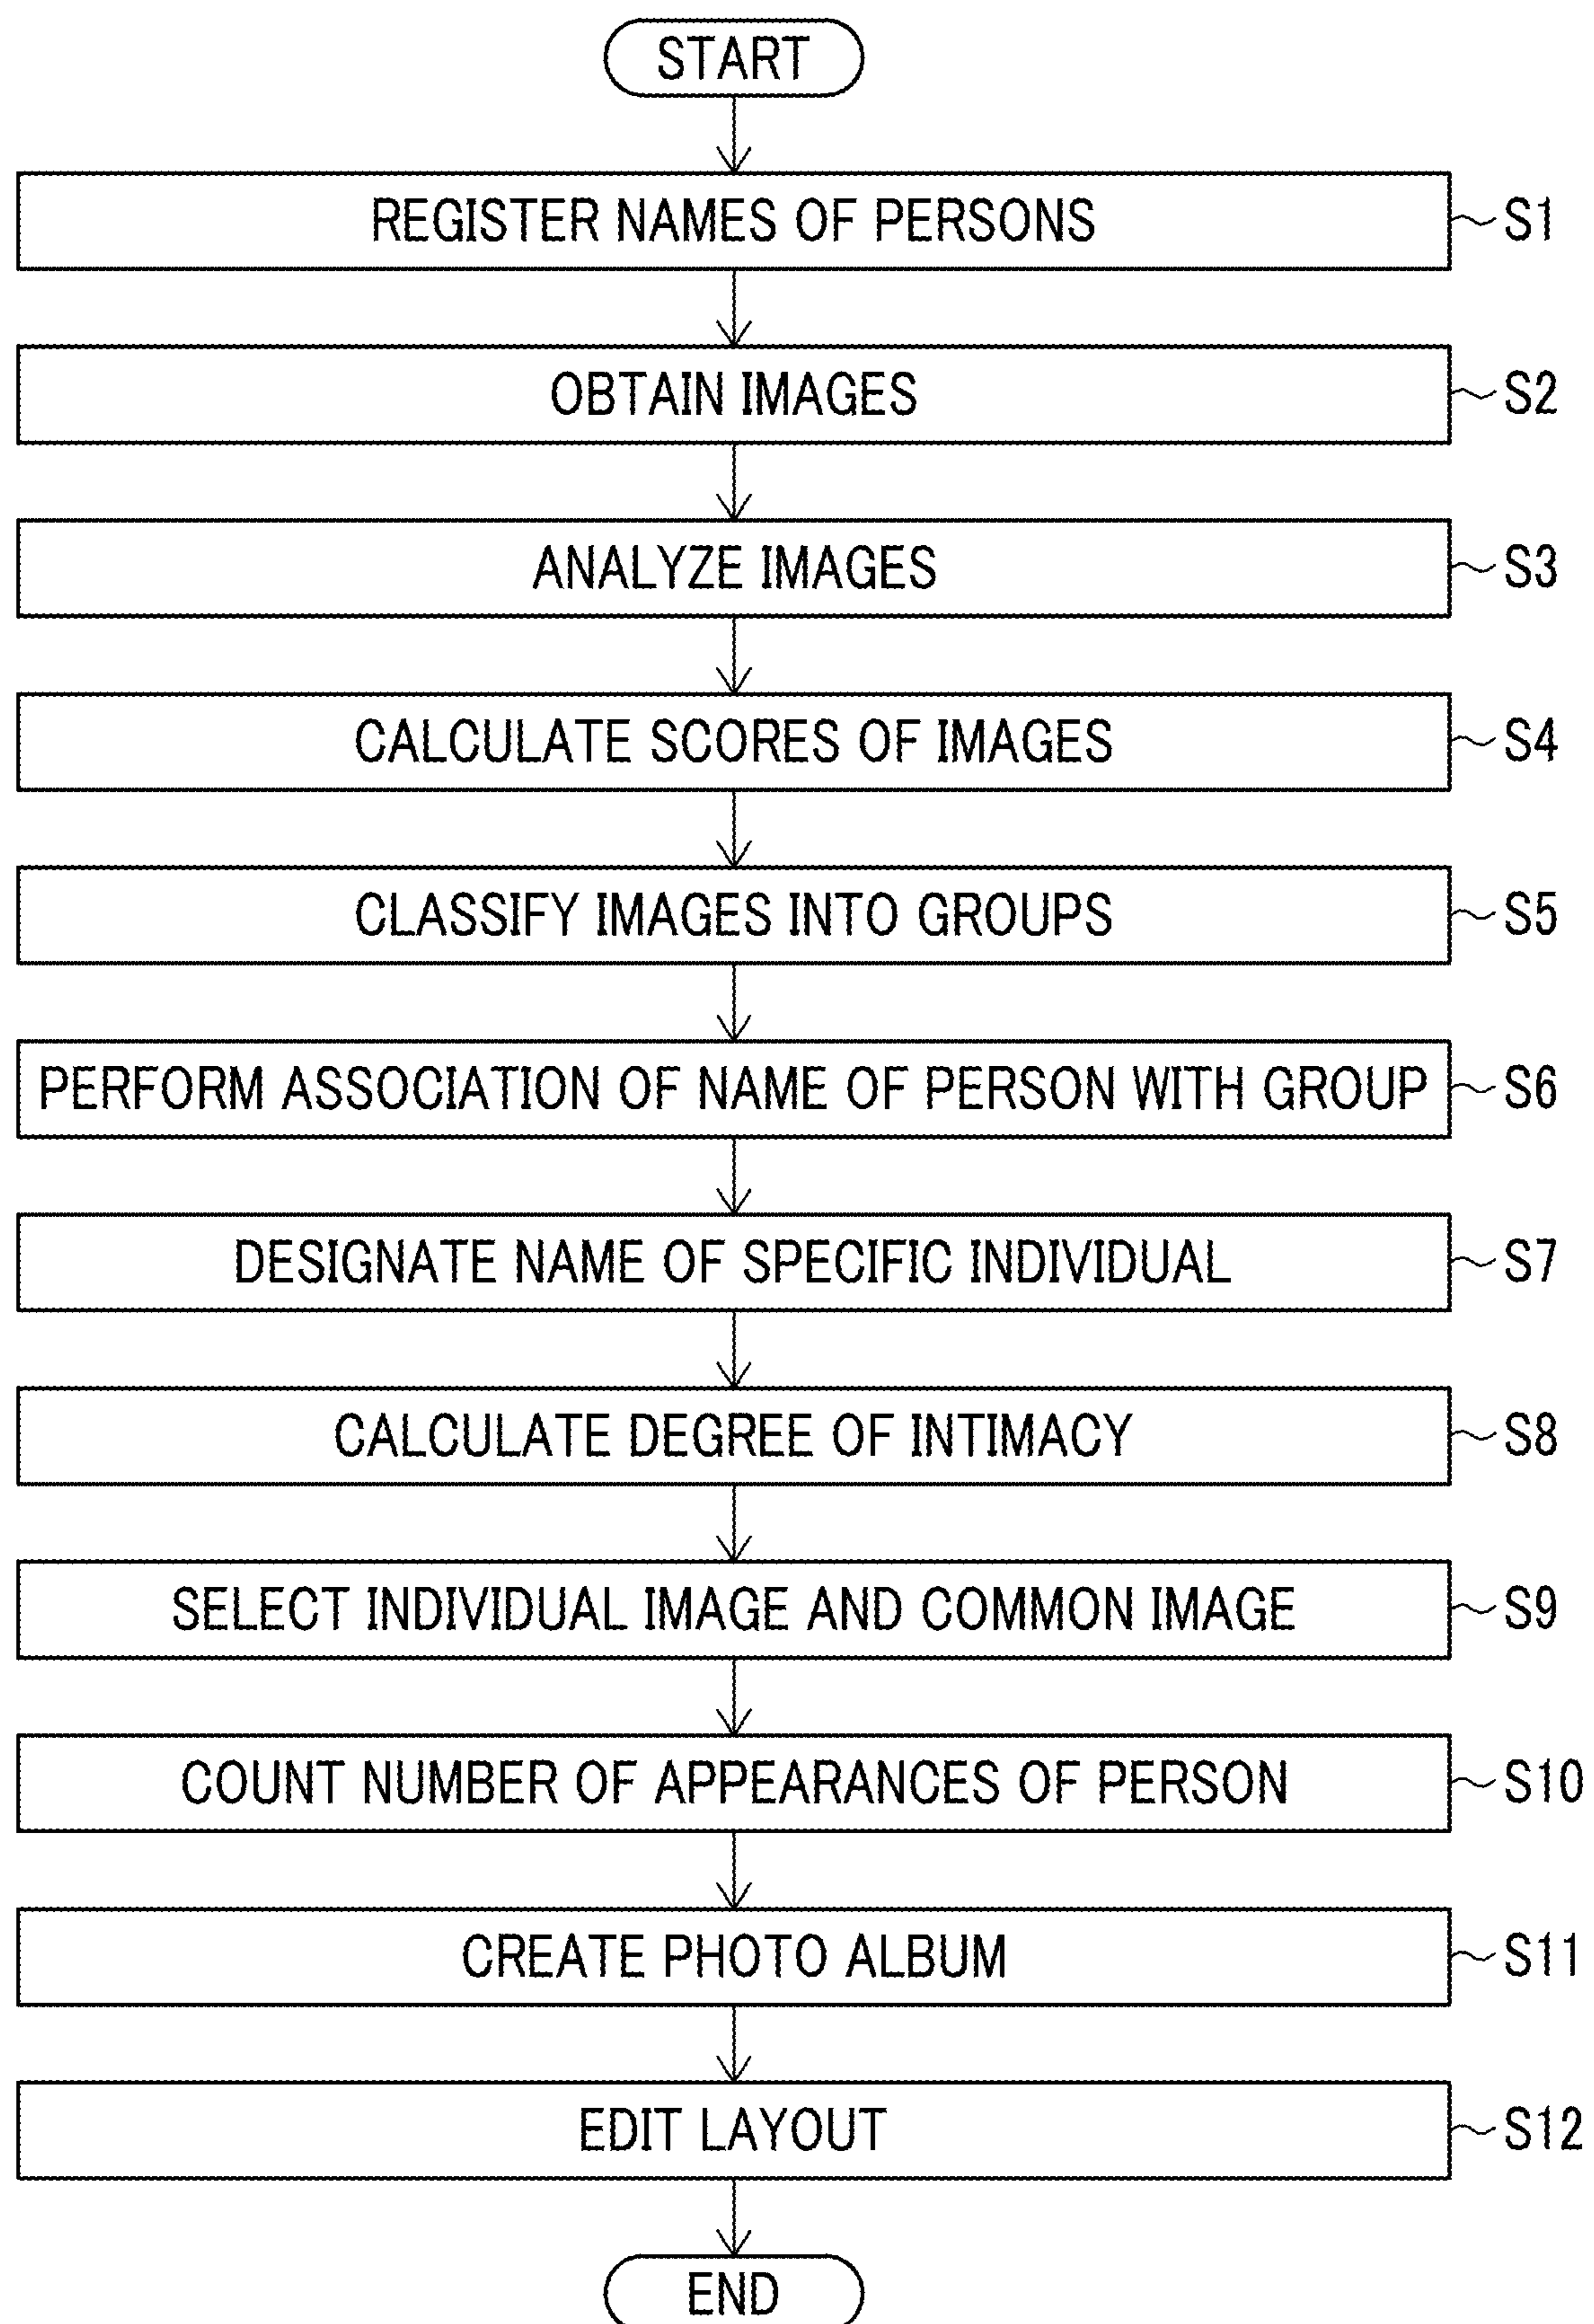 START
REGISTER NAMES OF PERSONS S1
OBTAIN IMAGES S2
ANALYZE IMAGES S3
CALCULATE SCORES OF IMAGES S4
CLASSIFY IMAGES INTO GROUPS S5
PERFORM ASSOCIATION OF NAME OF PERSON WITH GROUP S6
DESIGNATE NAME OF SPECIFIC INDIVIDUAL S7
CALCULATE DEGREE OF INTIMACY S8
SELECT INDIVIDUAL IMAGE AND COMMON IMAGE S9
COUNT NUMBER OF APPEARANCES OF PERSON S10
CREATE PHOTO ALBUM S11
EDIT LAYOUT S12
END